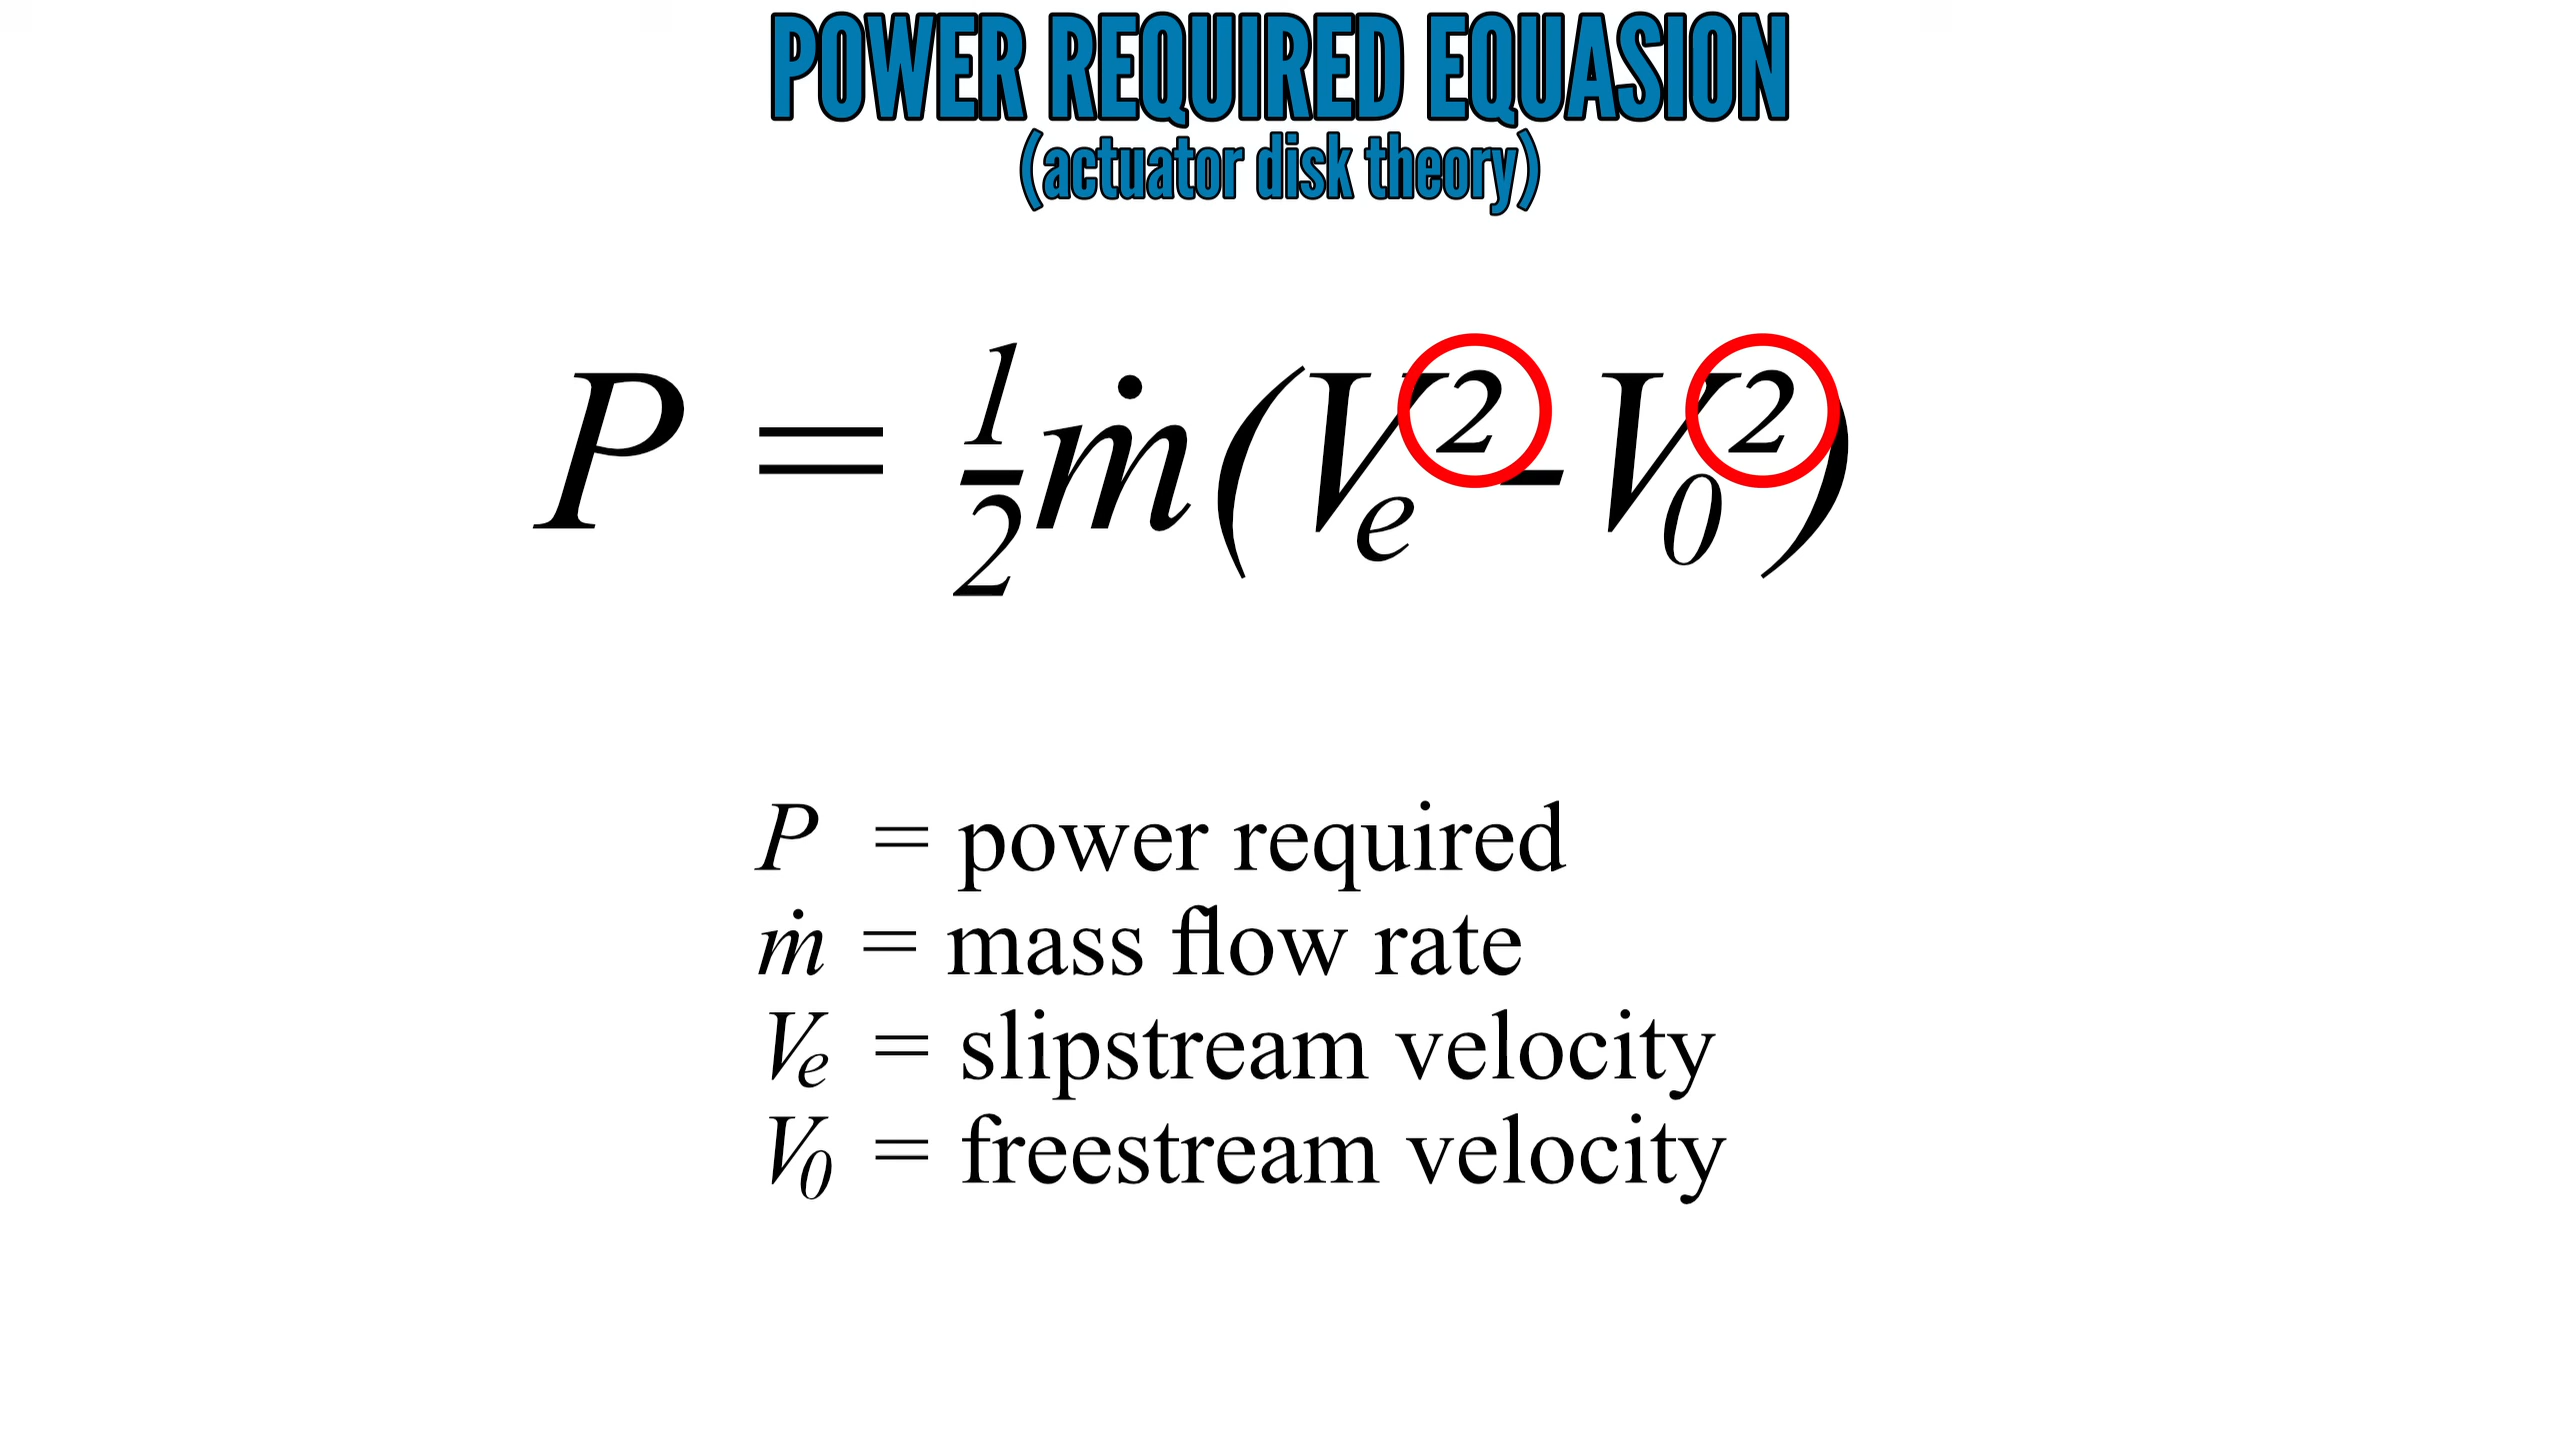 POWER REQUIRED EQUASION
(actuator disk theory)
P = ½ṁ(Vₑ²-V₀²)
P = power required
ṁ = mass flow rate
Vₑ = slipstream velocity
V₀ = freestream velocity